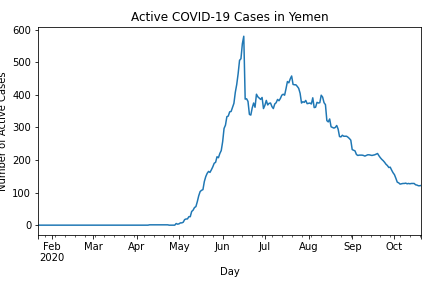 Active COVID-19 Cases in Yemen
Number of Active Cases
600
500
400
300
200
100
0
Feb Mar Apr May Jun Jul Aug Sep Oct
2020
Day